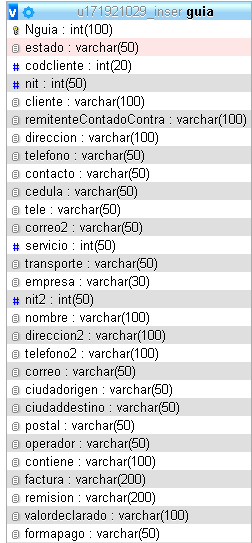 v u171921029_inser guia
Nguia : int(100)
estado : varchar(50)
# codcliente : int(20)
# nit : int(50)
cliente : varchar(100)
remitenteContadoContra : varchar(100)
direccion : varchar(100)
telefono : varchar(50)
contacto : varchar(50)
cedula : varchar(50)
tele : varchar(50)
correo2 : varchar(50)
# servicio : int(50)
transporte : varchar(50)
empresa : varchar(30)
# nit2 : int(50)
nombre : varchar(100)
direccion2 : varchar(100)
telefono2 : varchar(100)
correo : varchar(50)
ciudadorigen : varchar(50)
ciudaddestino : varchar(50)
postal : varchar(50)
operador : varchar(50)
contiene : varchar(100)
factura : varchar(200)
remision : varchar(200)
valordeclarado : varchar(100)
formapago : varchar(50)